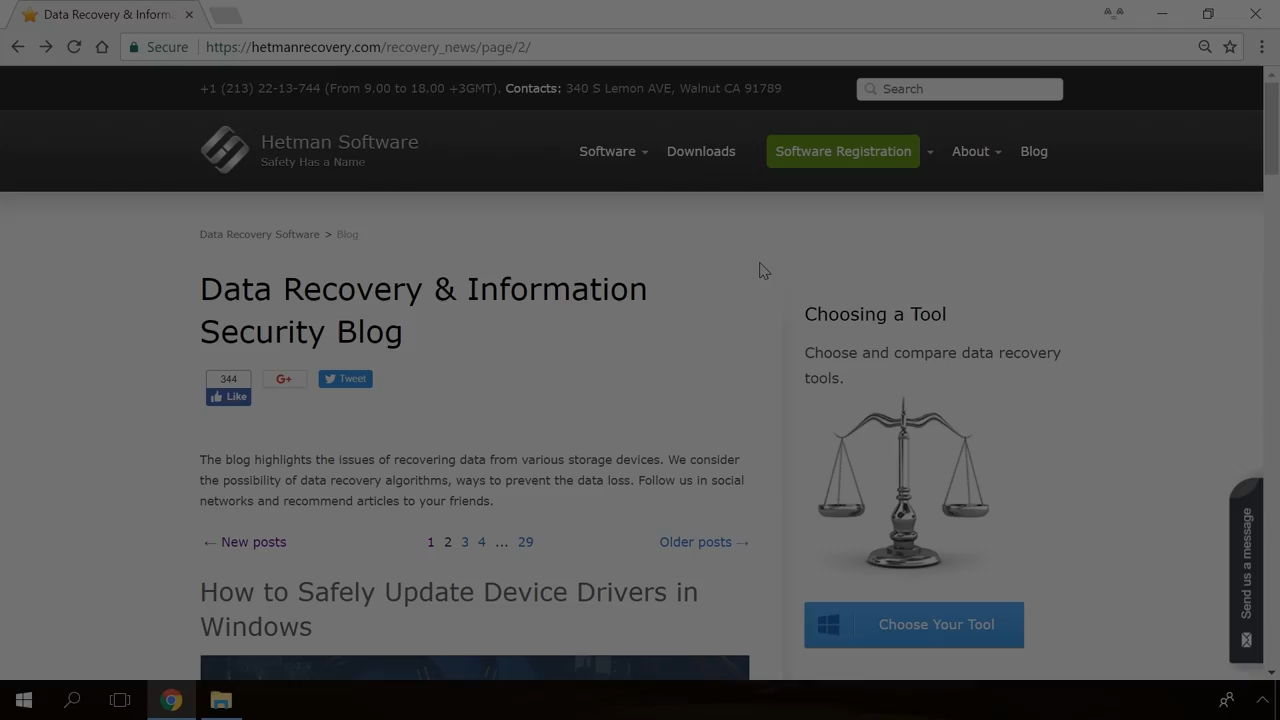 Data Recovery & Inform
Secure
https://hetmanrecovery.com/recovery_news/page/2/
+1 (213) 22-13-744 (From 9.00 to 18.00 +3GMT). Contacts: 340 S Lemon AVE, Walnut CA 91789
Search
Hetman Software
Safety Has a Name
Software
Downloads
Software Registration
About
Blog
Data Recovery Software > Blog
Data Recovery & Information
Security Blog
344
Like
G+
Tweet
The blog highlights the issues of recovering data from various storage devices. We consider
the possibility of data recovery algorithms, ways to prevent the data loss. Follow us in social
networks and recommend articles to your friends.
← New posts
1 2 3 4 ... 29
Older posts →
How to Safely Update Device Drivers in
Windows
Choosing a Tool
Choose and compare data recovery
tools.
Choose Your Tool
Send us a message